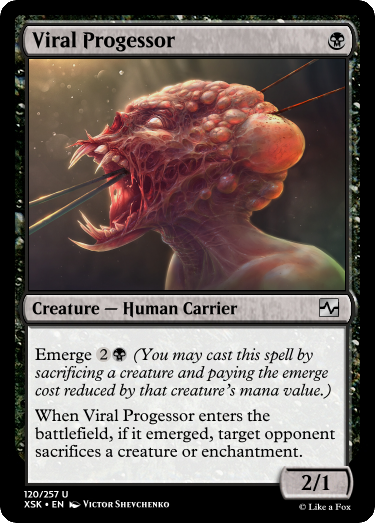 Viral Progessor
Creature — Human Carrier
Emerge 2 (You may cast this spell by
sacrificing a creature and paying the emerge
cost reduced by that creature's mana value.)
When Viral Progessor enters the
battlefield, if it emerged, target opponent
sacrifices a creature or enchantment.
2/1
120/257 U
XSK • EN Victor Shevchenko
© Like a Fox